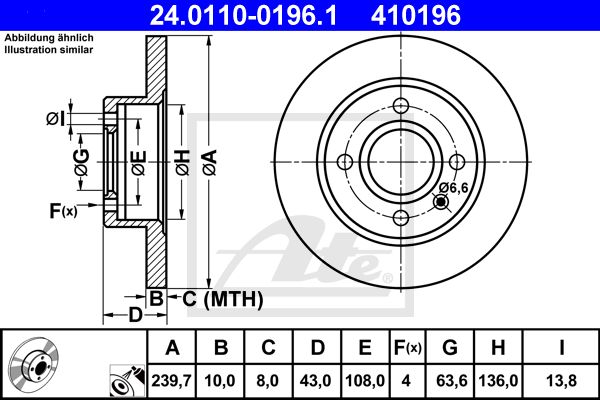 24.0110-0196.1 410196
Abbildung ähnlich
Illustration similar
ØI
ØG
ØE
ØH
ØA
F(x)
Ø6,6
B
C (MTH)
D
Ate
A B C D E F(x) G H I
239,7 10,0 8,0 43,0 108,0 4 63,6 136,0 13,8